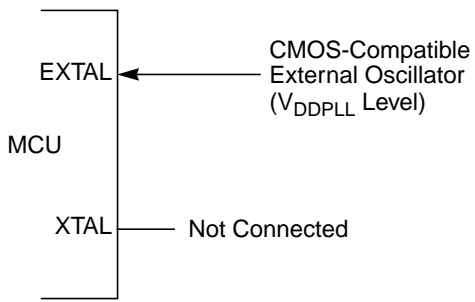 CMOS-Compatible
EXTAL
External Oscillator
(VDDPLL Level)
MCU
XTAL
Not Connected